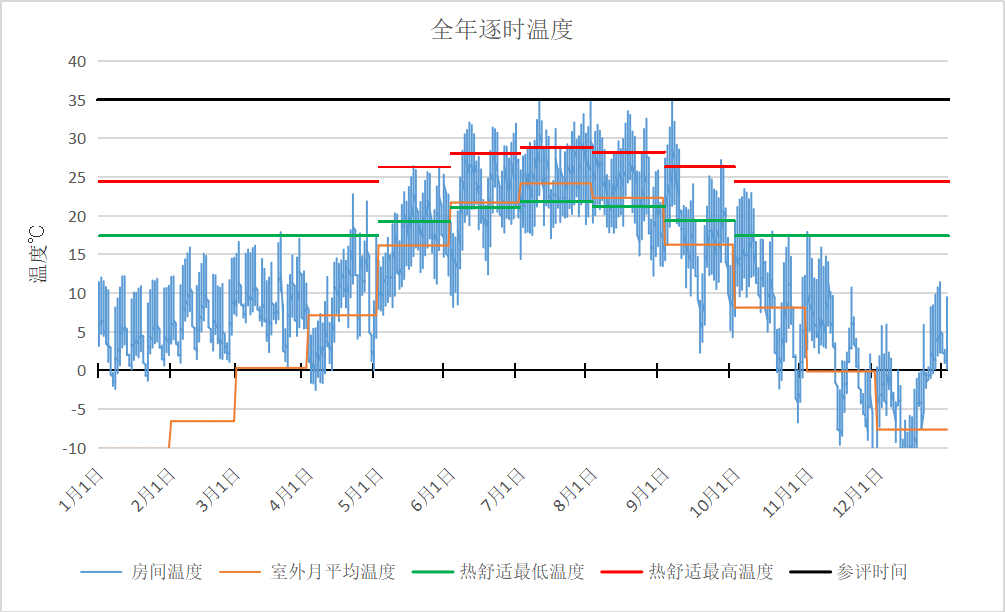 全年逐时温度
40
35
30
25
20
15
10
5
0
-5
-10
温度℃
1月1日
2月1日
3月1日
4月1日
5月1日
6月1日
7月1日
8月1日
9月1日
10月1日
11月1日
12月1日
房间温度 室外月平均温度 热舒适最低温度 热舒适最高温度 参评时间